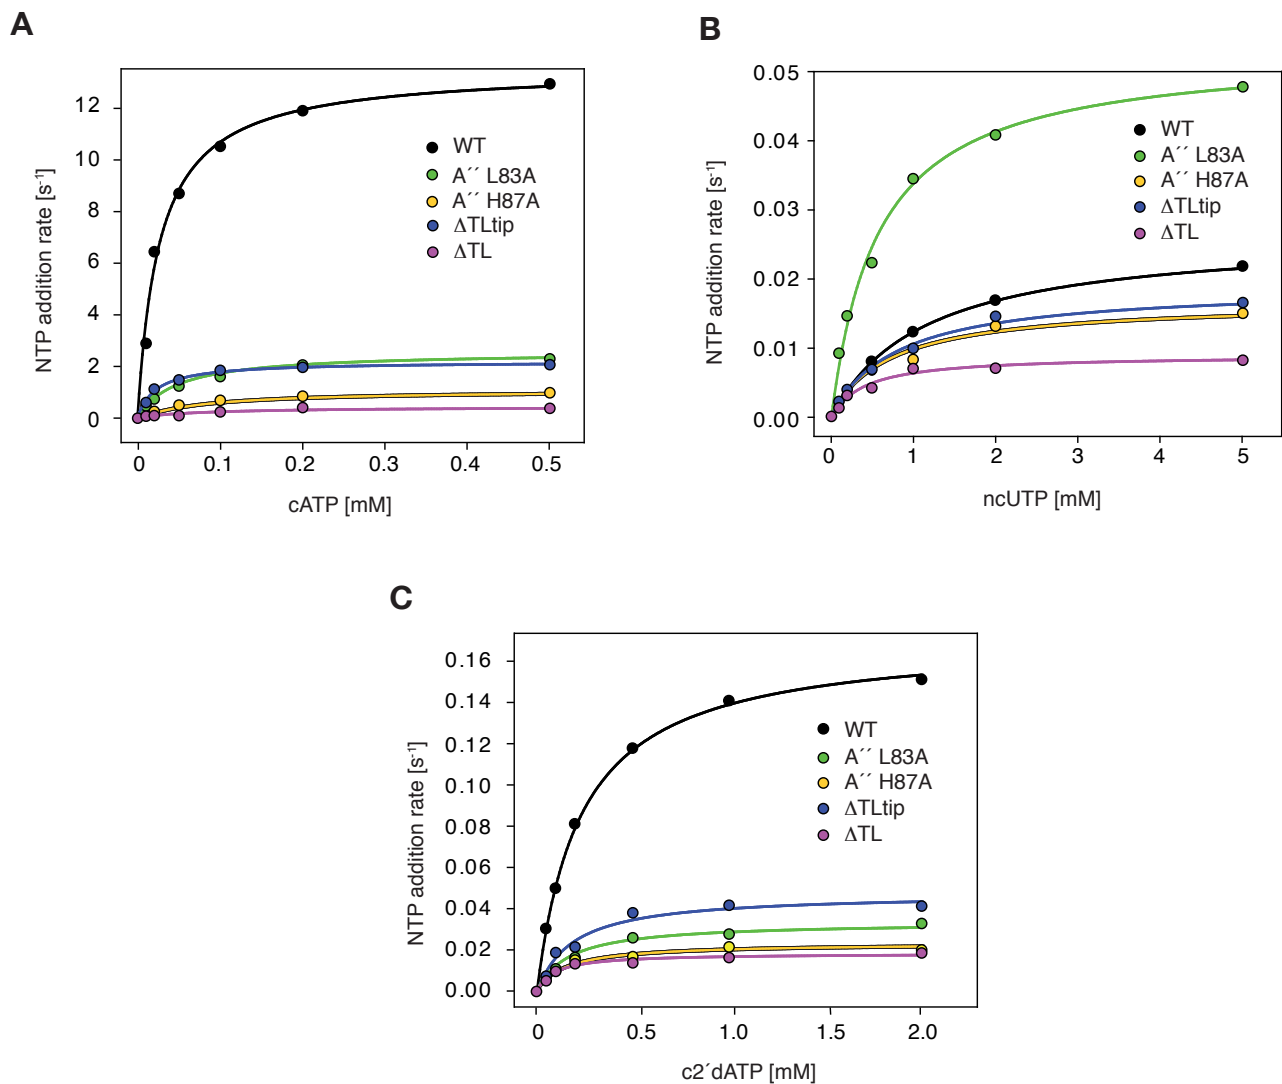 A
NTP addition rate [s-1]
12
10
8
6
4
2
0
WT
A´´ L83A
A´´ H87A
ΔTLtip
ΔTL
0
0.1
0.2
0.3
0.4
0.5
cATP [mM]
B
NTP addition rate [s-1]
0.05
0.04
0.03
0.02
0.01
0.00
WT
A´´ L83A
A´´ H87A
ΔTLtip
ΔTL
0
1
2
3
4
5
ncUTP [mM]
C
NTP addition rate [s-1]
0.16
0.14
0.12
0.10
0.08
0.06
0.04
0.02
0.00
WT
A´´ L83A
A´´ H87A
ΔTLtip
ΔTL
0
0.5
1.0
1.5
2.0
c2´dATP [mM]